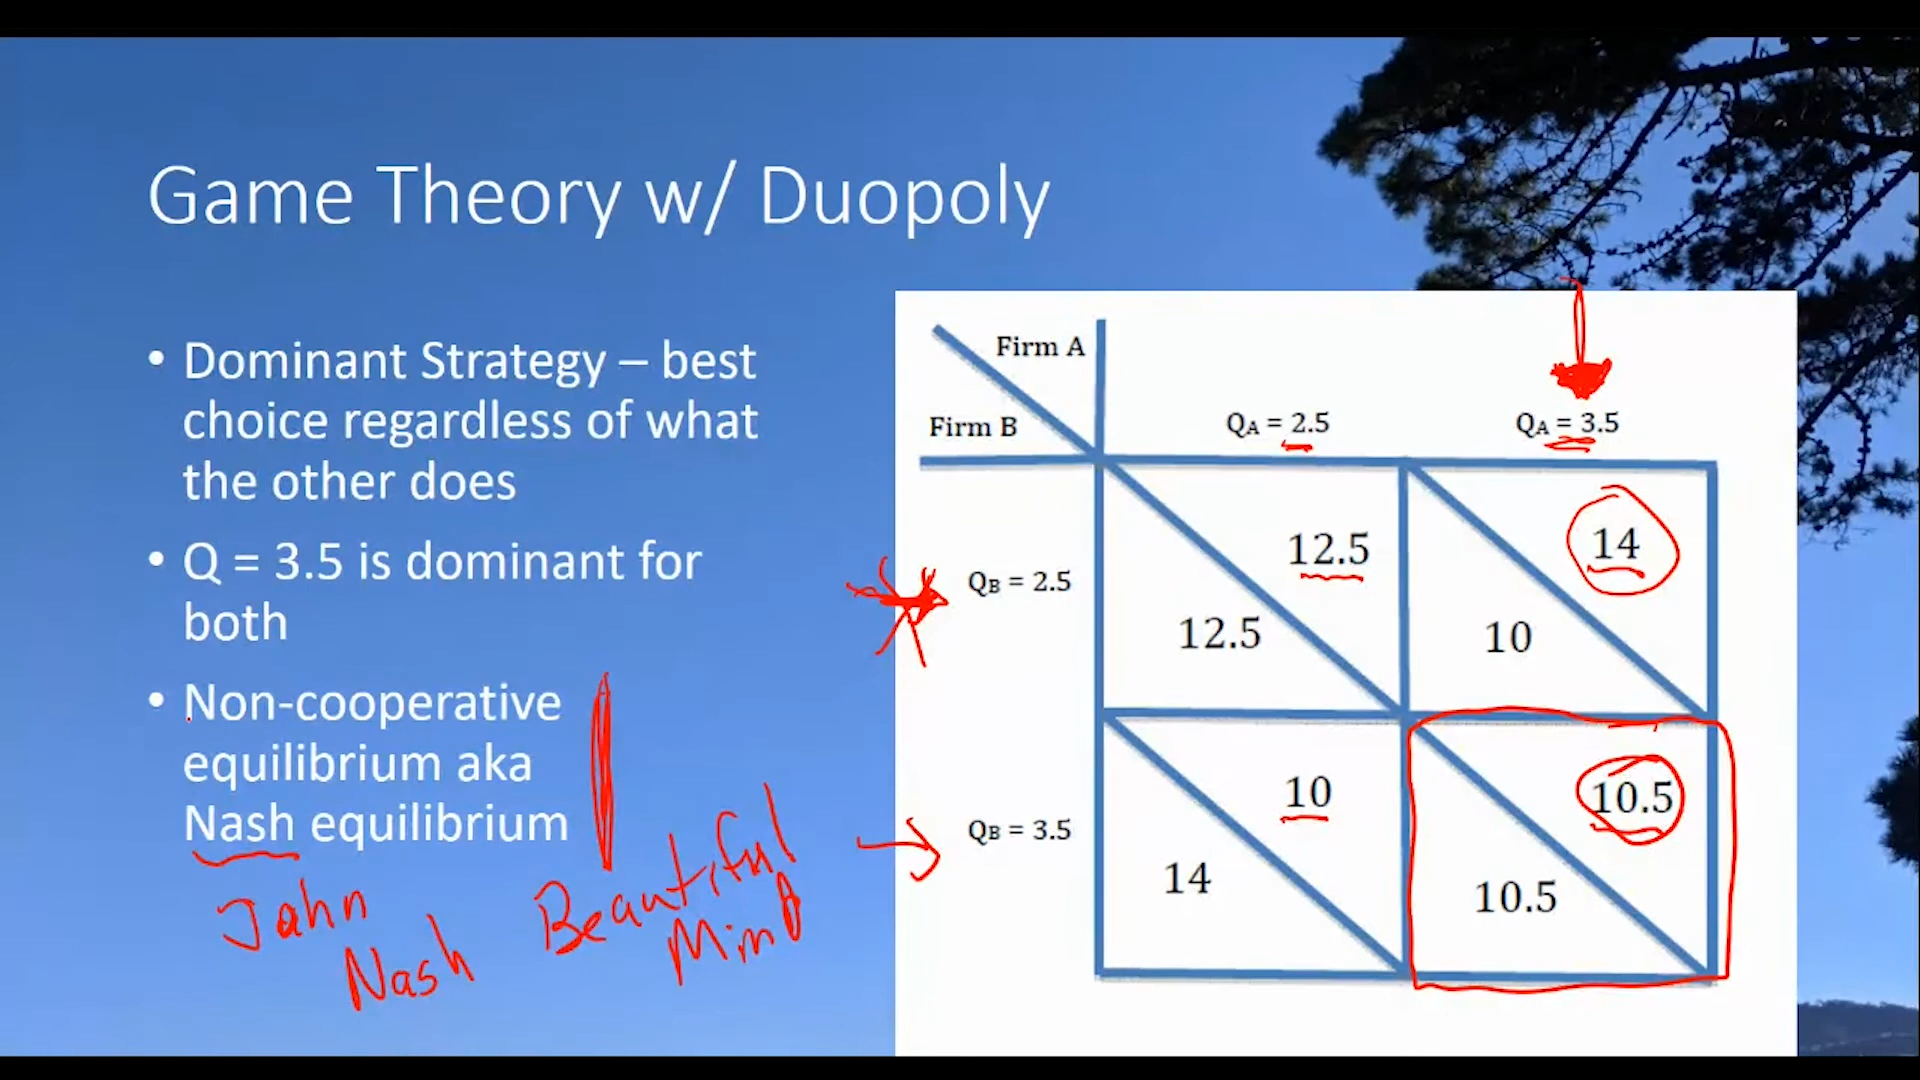 Game Theory w/ Duopoly
• Dominant Strategy – best
choice regardless of what
the other does
• Q = 3.5 is dominant for
both
• Non-cooperative
equilibrium aka
Nash equilibrium
John
Nash
Beautiful
Mind
Firm A
Firm B
QA = 2.5
QA = 3.5
QB = 2.5
12.5
12.5
14
10
QB = 3.5
10
14
10.5
10.5